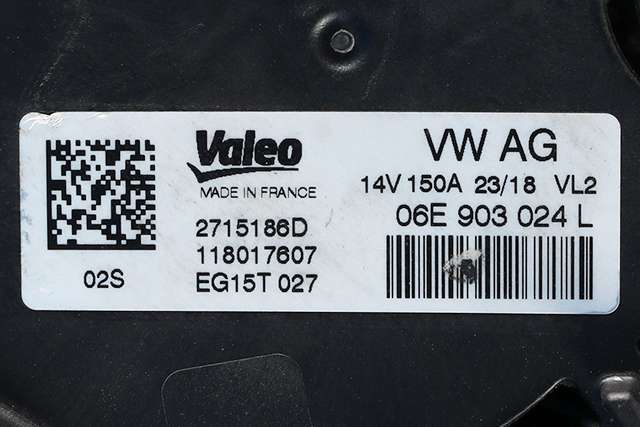 Valeo
MADE IN FRANCE
2715186D
118017607
EG15T 027
02S
VW AG
14V 150A 23/18 VL2
06E 903 024 L